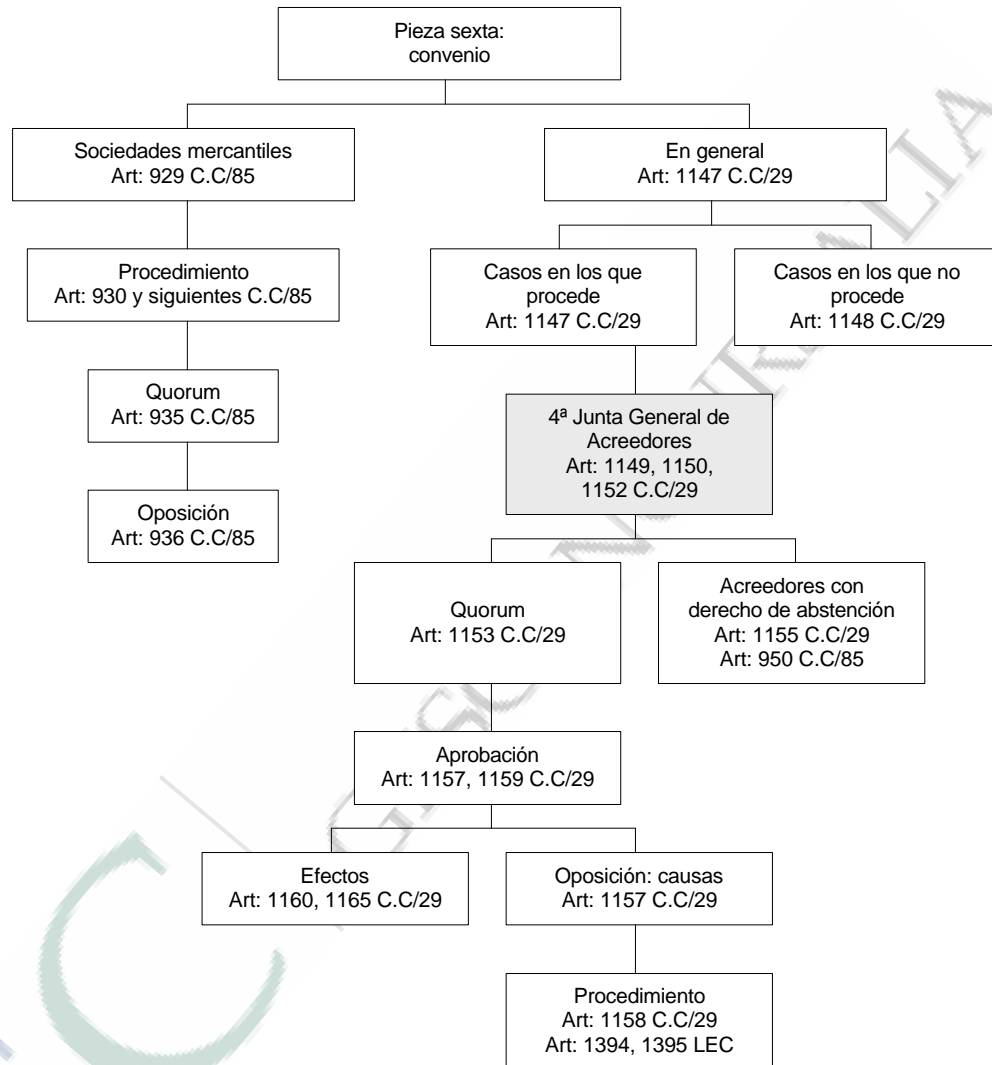 Pieza sexta:
convenio
Sociedades mercantiles
Art: 929 C.C/85
En general
Art: 1147 C.C/29
Procedimiento
Art: 930 y siguientes C.C/85
Casos en los que
procede
Art: 1147 C.C/29
Casos en los que no
procede
Art: 1148 C.C/29
Quorum
Art: 935 C.C/85
4ª Junta General de
Acreedores
Art: 1149, 1150,
1152 C.C/29
Oposición
Art: 936 C.C/85
Quorum
Art: 1153 C.C/29
Acreedores con
derecho de abstención
Art: 1155 C.C/29
Art: 950 C.C/85
Aprobación
Art: 1157, 1159 C.C/29
Efectos
Art: 1160, 1165 C.C/29
Oposición: causas
Art: 1157 C.C/29
Procedimiento
Art: 1158 C.C/29
Art: 1394, 1395 LEC